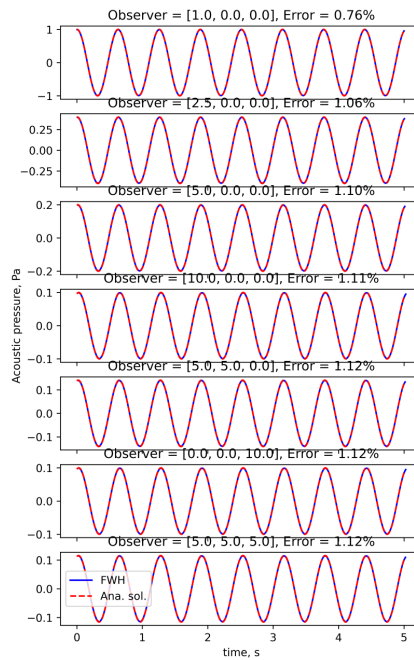 Observer = [1.0, 0.0, 0.0], Error = 0.76%
1
0
−1
Observer = [2.5, 0.0, 0.0], Error = 1.06%
0.25
0.00
−0.25
Observer = [5.0, 0.0, 0.0], Error = 1.10%
0.2
0.0
−0.2
Observer = [10.0, 0.0, 0.0], Error = 1.11%
0.1
0.0
−0.1
Observer = [5.0, 5.0, 0.0], Error = 1.12%
0.1
0.0
−0.1
Observer = [0.0, 0.0, 10.0], Error = 1.12%
0.1
0.0
−0.1
Observer = [5.0, 5.0, 5.0], Error = 1.12%
0.1
0.0
−0.1
FWH
Ana. sol.
0 1 2 3 4 5
time, s
Acoustic pressure, Pa